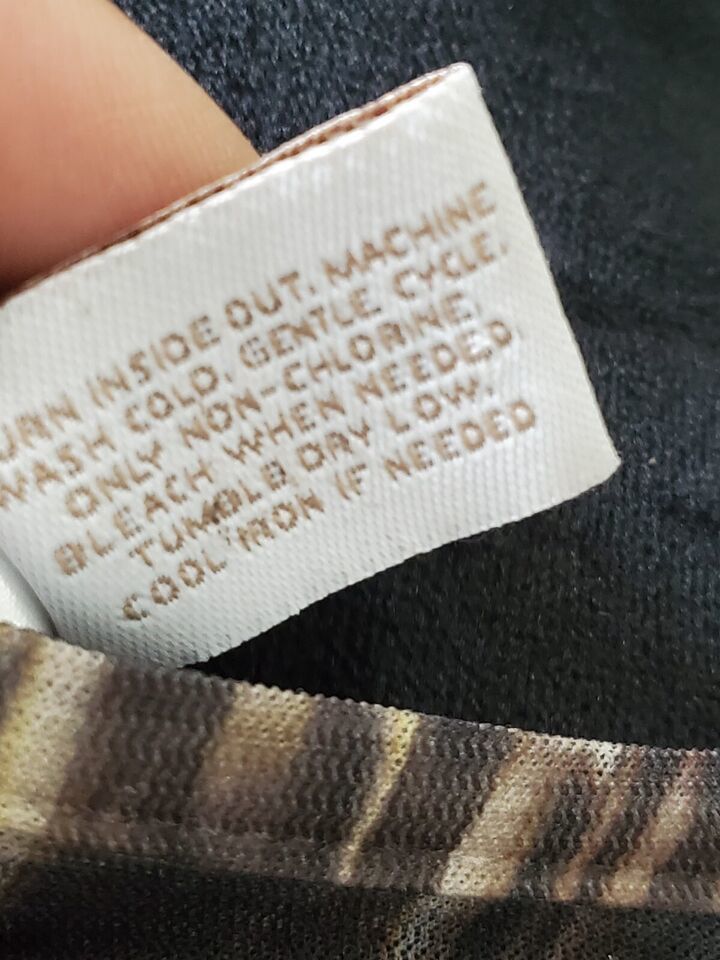 URN INSIDE OUT. MACHINE
WASH COLD. GENTLE CYCLE.
ONLY NON-CHLORINE
BLEACH WHEN NEEDED
TUMBLE DRY LOW.
COOL IRON IF NEEDED